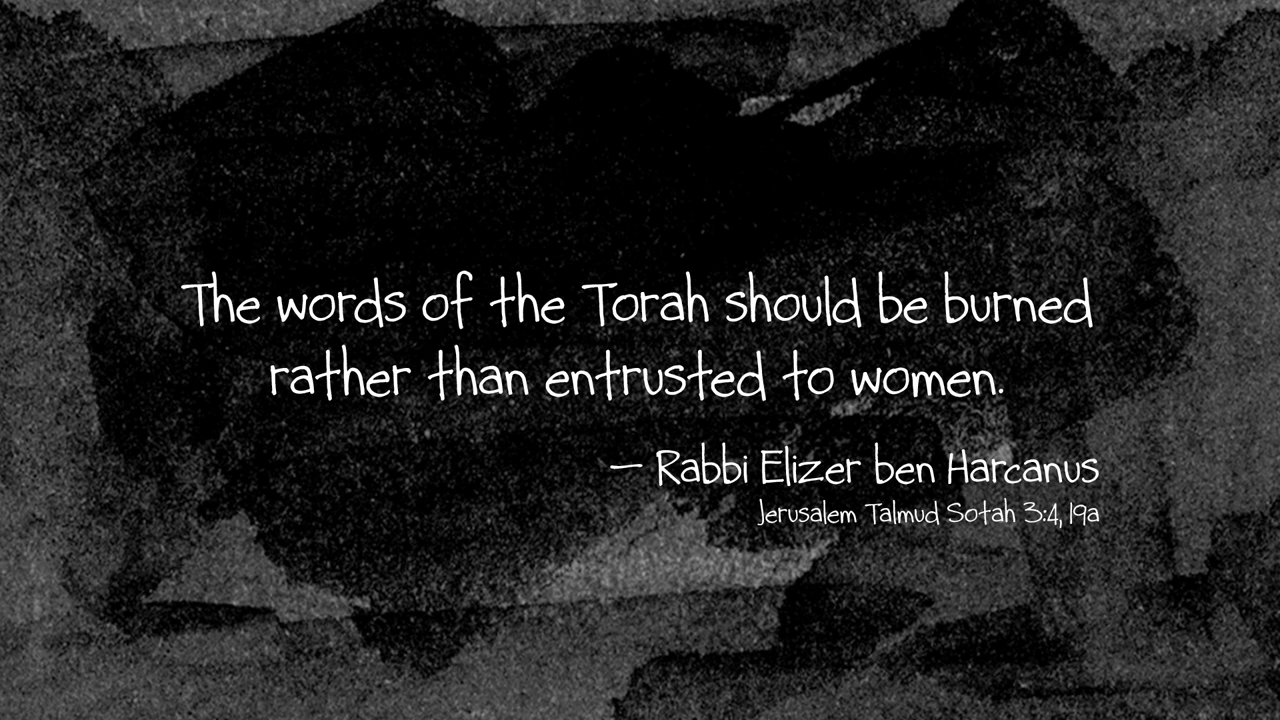 The words of the Torah should be burned
rather than entrusted to women.
— Rabbi Elizer ben Harcanus
Jerusalem Talmud Sotah 3:4, 19a